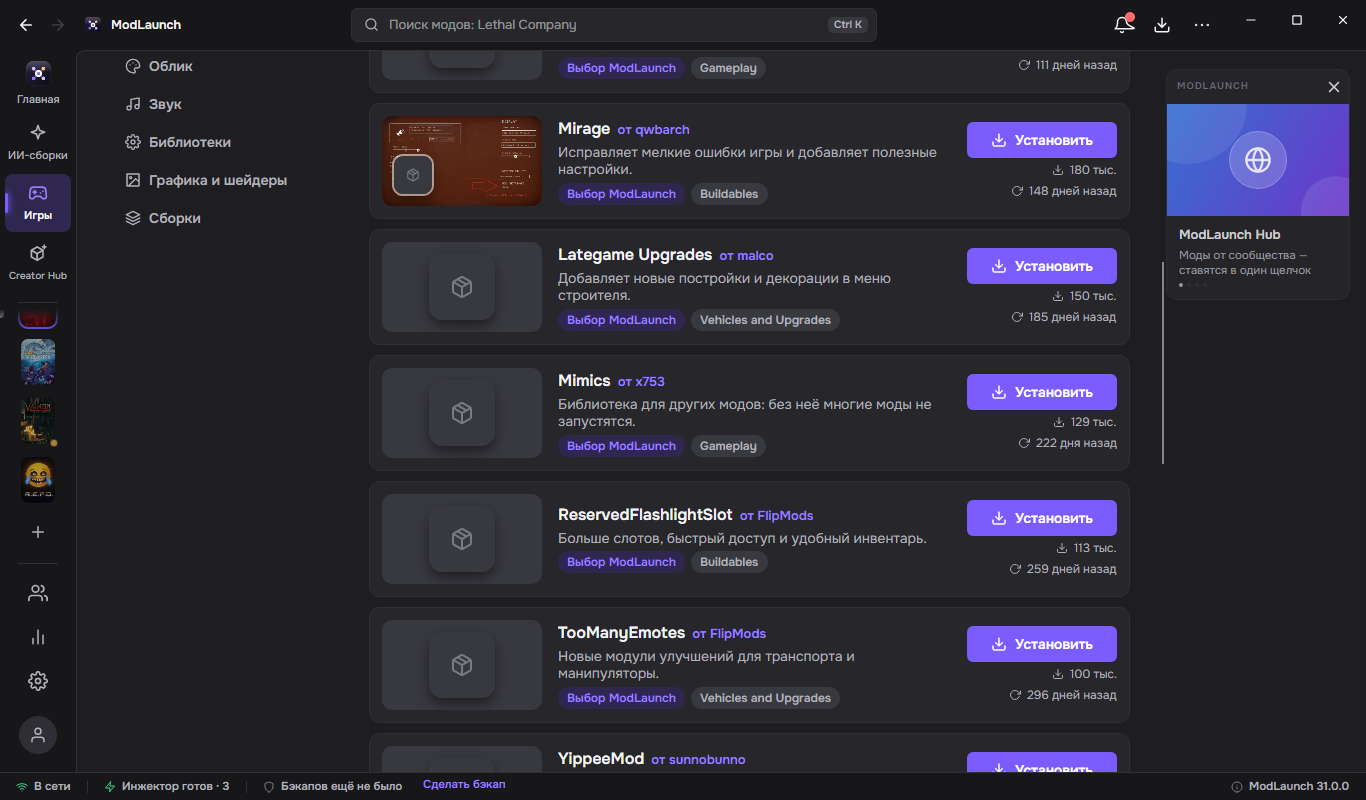 ModLaunch
Поиск модов: Lethal Company
Ctrl K
Главная
ИИ-сборки
Игры
Creator Hub
Облик
Звук
Библиотеки
Графика и шейдеры
Сборки
Выбор ModLaunch
Gameplay
111 дней назад
Mirage от qwbarch
Исправляет мелкие ошибки игры и добавляет полезные
настройки.
Выбор ModLaunch
Buildables
Установить
180 тыс.
148 дней назад
Lategame Upgrades от malco
Добавляет новые постройки и декорации в меню
строителя.
Выбор ModLaunch
Vehicles and Upgrades
Установить
150 тыс.
185 дней назад
Mimics от x753
Библиотека для других модов: без неё многие моды не
запустятся.
Выбор ModLaunch
Gameplay
Установить
129 тыс.
222 дня назад
ReservedFlashlightSlot от FlipMods
Больше слотов, быстрый доступ и удобный инвентарь.
Выбор ModLaunch
Buildables
Установить
113 тыс.
259 дней назад
TooManyEmotes от FlipMods
Новые модули улучшений для транспорта и
манипуляторы.
Выбор ModLaunch
Vehicles and Upgrades
Установить
100 тыс.
296 дней назад
YippeeMod от sunnobunno
Установить
MODLAUNCH
ModLaunch Hub
Моды от сообщества —
ставятся в один щелчок
R.E.P.O.
В сети
Инжектор готов · 3
Бэкапов ещё не было
Сделать бэкап
ModLaunch 31.0.0